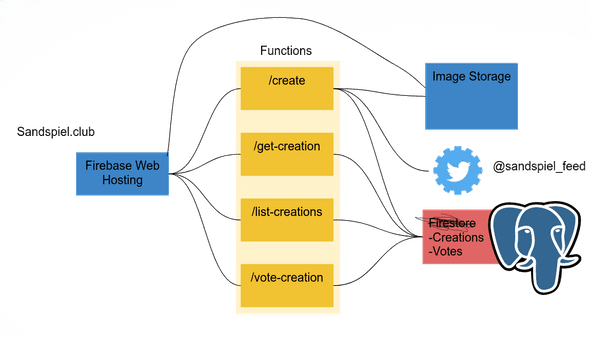 Functions
/create
Image Storage
Sandspiel.club
Firebase Web
Hosting
/get-creation
@sandspiel_feed
/list-creations
Firestore
-Creations
-Votes
/vote-creation